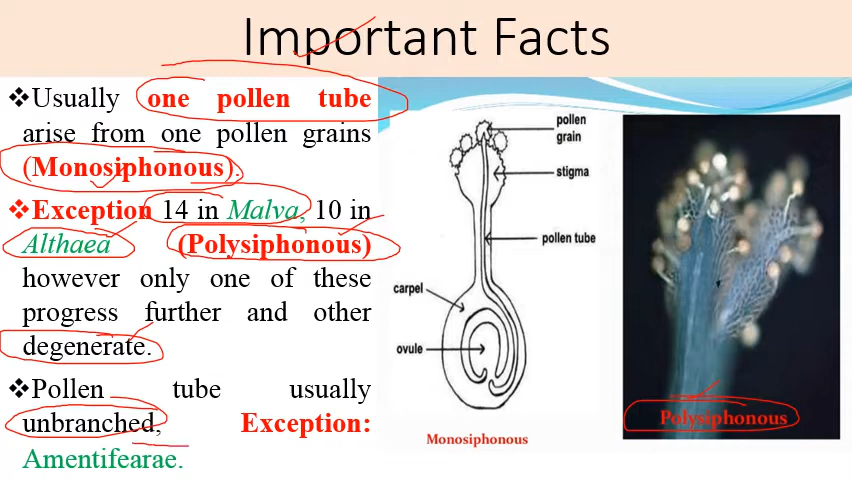 Important Facts
❖Usually one pollen tube
arise from one pollen grains
(Monosiphonous).
❖Exception 14 in Malva, 10 in
Althaea (Polysiphonous)
however only one of these
progress further and other
degenerate.
❖Pollen tube usually
unbranched, Exception:
Amentifearae.
pollen
grain
stigma
pollen tube
carpel
ovule
Monosiphonous
Polysiphonous